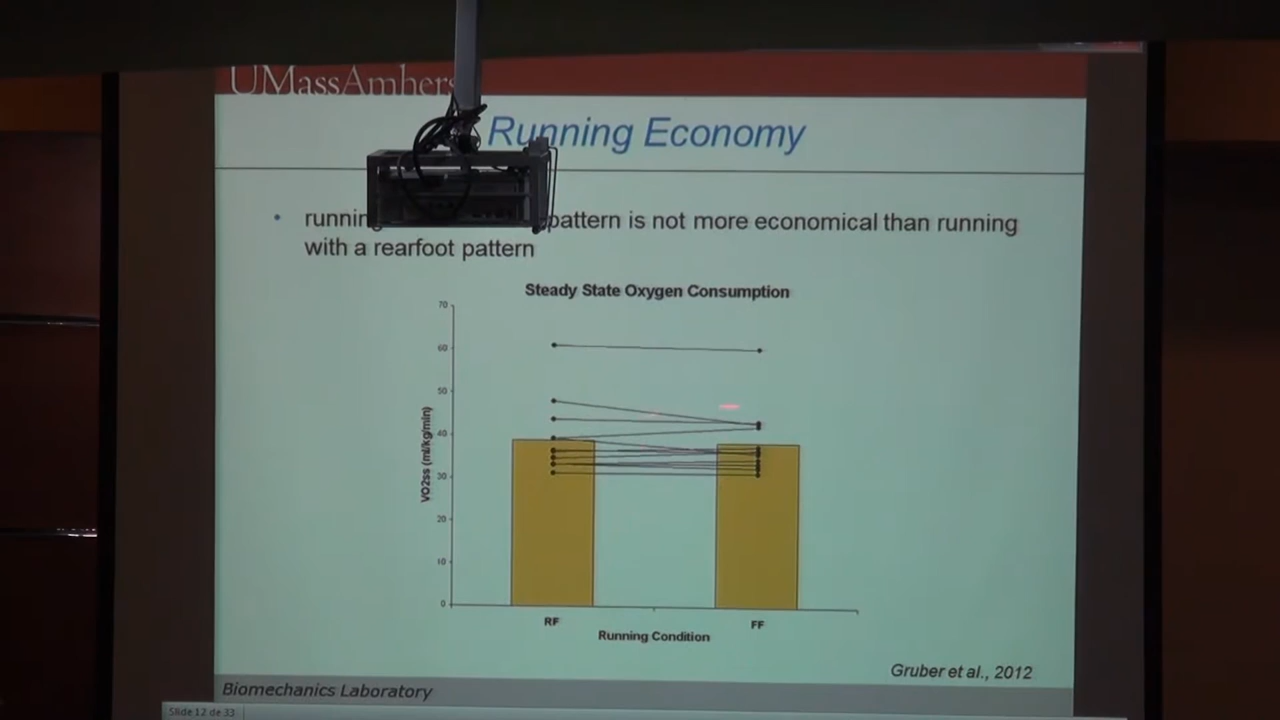 UMassAmhers
Running Economy
• runnin pattern is not more economical than running
with a rearfoot pattern
Steady State Oxygen Consumption
70
60
50
40
30
20
10
0
VO2ss (ml/kg/min)
RF
FF
Running Condition
Gruber et al., 2012
Biomechanics Laboratory
Slide 12 de 33